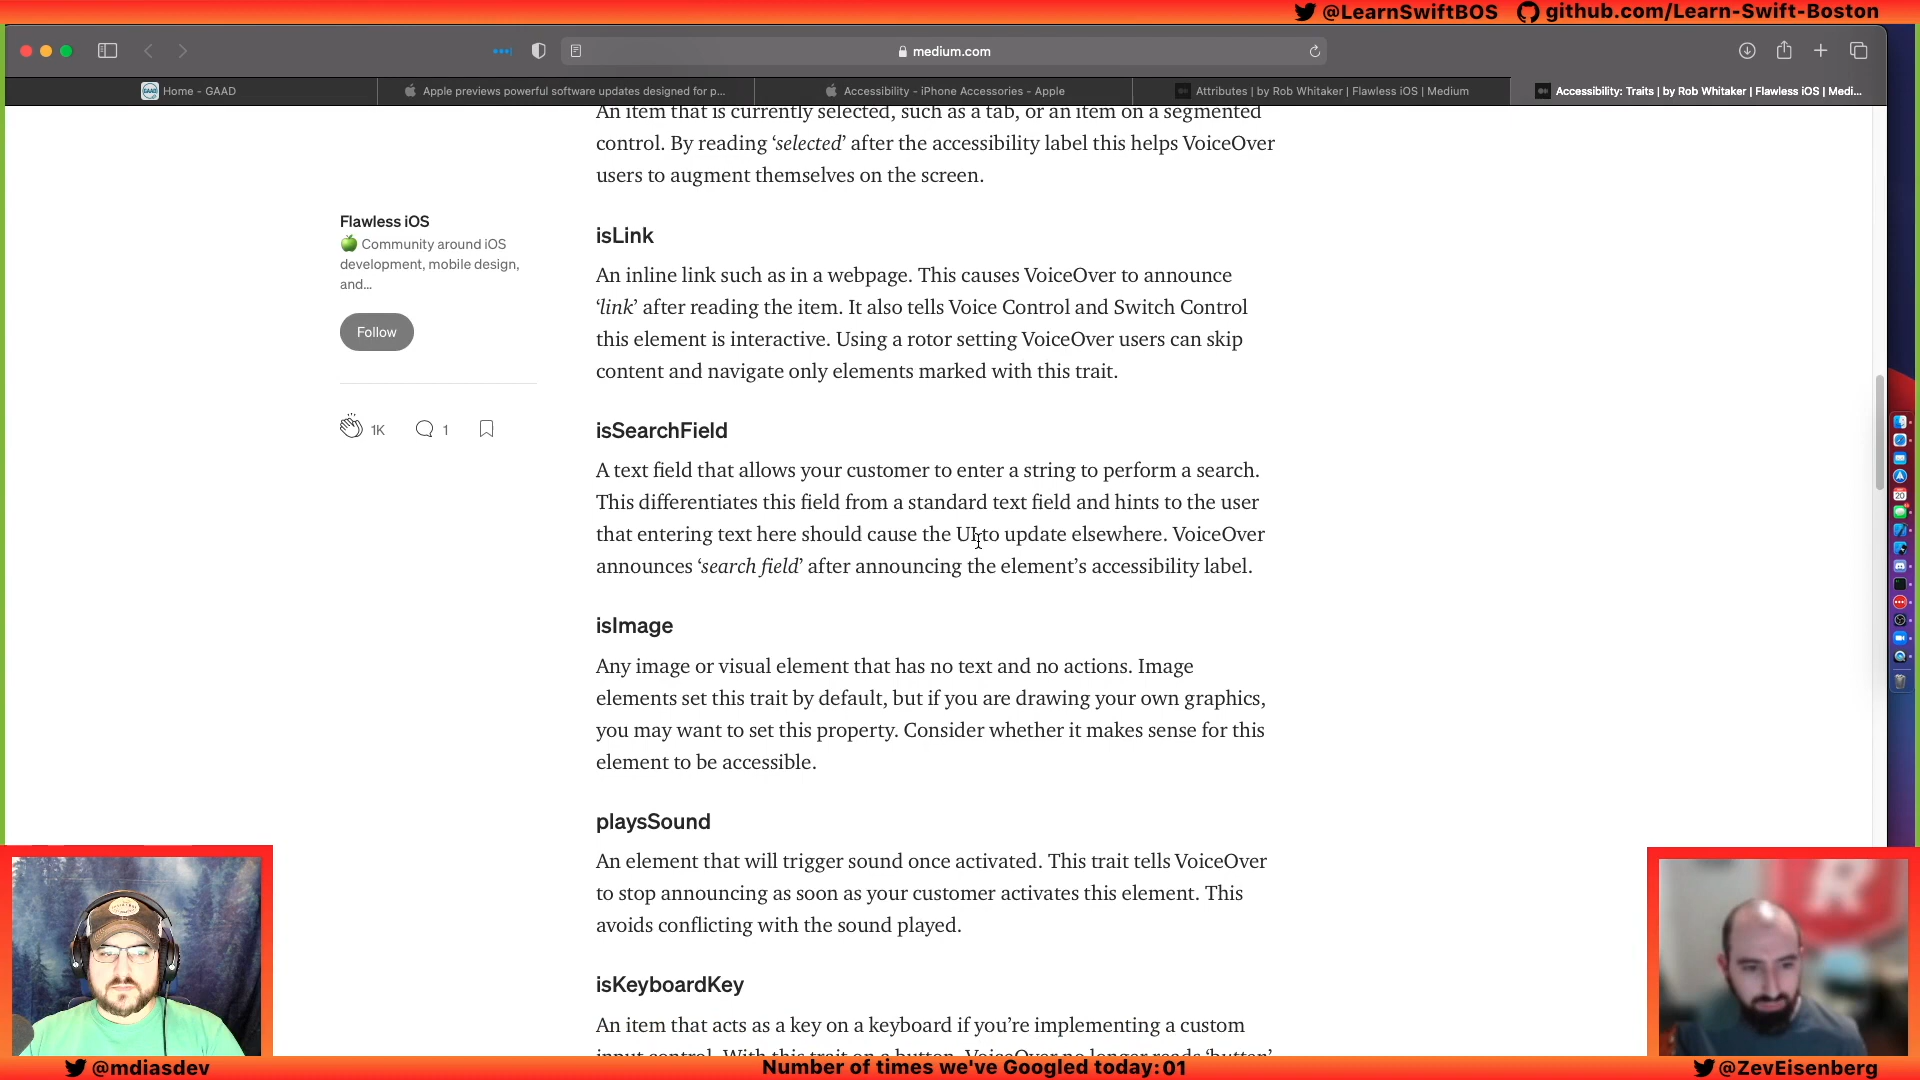 @LearnSwiftBOS github.com/Learn-Swift-Boston
medium.com
Home - GAAD
Apple previews powerful software updates designed for p...
Accessibility - iPhone Accessories - Apple
Attributes | by Rob Whitaker | Flawless iOS | Medium
Accessibility: Traits | by Rob Whitaker | Flawless iOS | Medi...
An item that is currently selected, such as a tab, or an item on a segmented
control. By reading ‘selected’ after the accessibility label this helps VoiceOver
users to augment themselves on the screen.
Flawless iOS
Community around iOS
development, mobile design,
and...
Follow
1K 1
isLink
An inline link such as in a webpage. This causes VoiceOver to announce
‘link’ after reading the item. It also tells Voice Control and Switch Control
this element is interactive. Using a rotor setting VoiceOver users can skip
content and navigate only elements marked with this trait.
isSearchField
A text field that allows your customer to enter a string to perform a search.
This differentiates this field from a standard text field and hints to the user
that entering text here should cause the UI to update elsewhere. VoiceOver
announces ‘search field’ after announcing the element’s accessibility label.
isImage
Any image or visual element that has no text and no actions. Image
elements set this trait by default, but if you are drawing your own graphics,
you may want to set this property. Consider whether it makes sense for this
element to be accessible.
playsSound
An element that will trigger sound once activated. This trait tells VoiceOver
to stop announcing as soon as your customer activates this element. This
avoids conflicting with the sound played.
isKeyboardKey
An item that acts as a key on a keyboard if you’re implementing a custom
input control. With this trait on a button, VoiceOver no longer reads ‘button’
20
R
@mdiasdev
Number of times we've Googled today: 01
@ZevEisenberg